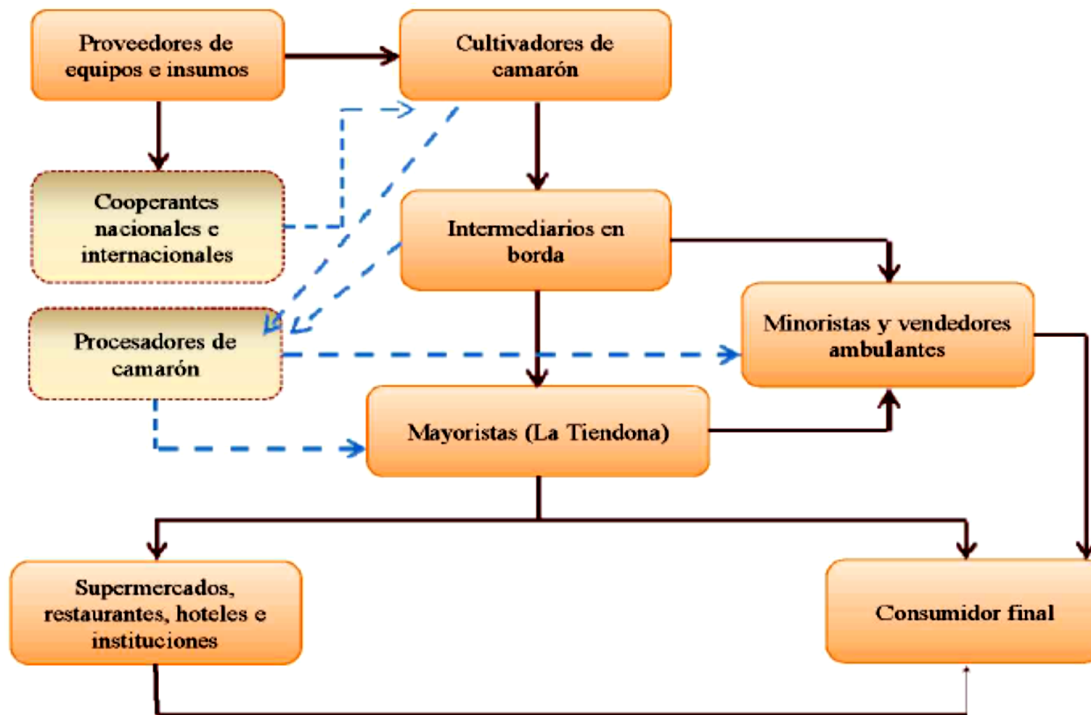 Proveedores de
equipos e insumos
Cultivadores de
camarón
Cooperantes
nacionales e
internacionales
Intermediarios en
borda
Procesadores de
camarón
Minoristas y vendedores
ambulantes
Mayoristas (La Tiendona)
Supermercados,
restaurantes, hoteles e
instituciones
Consumidor final